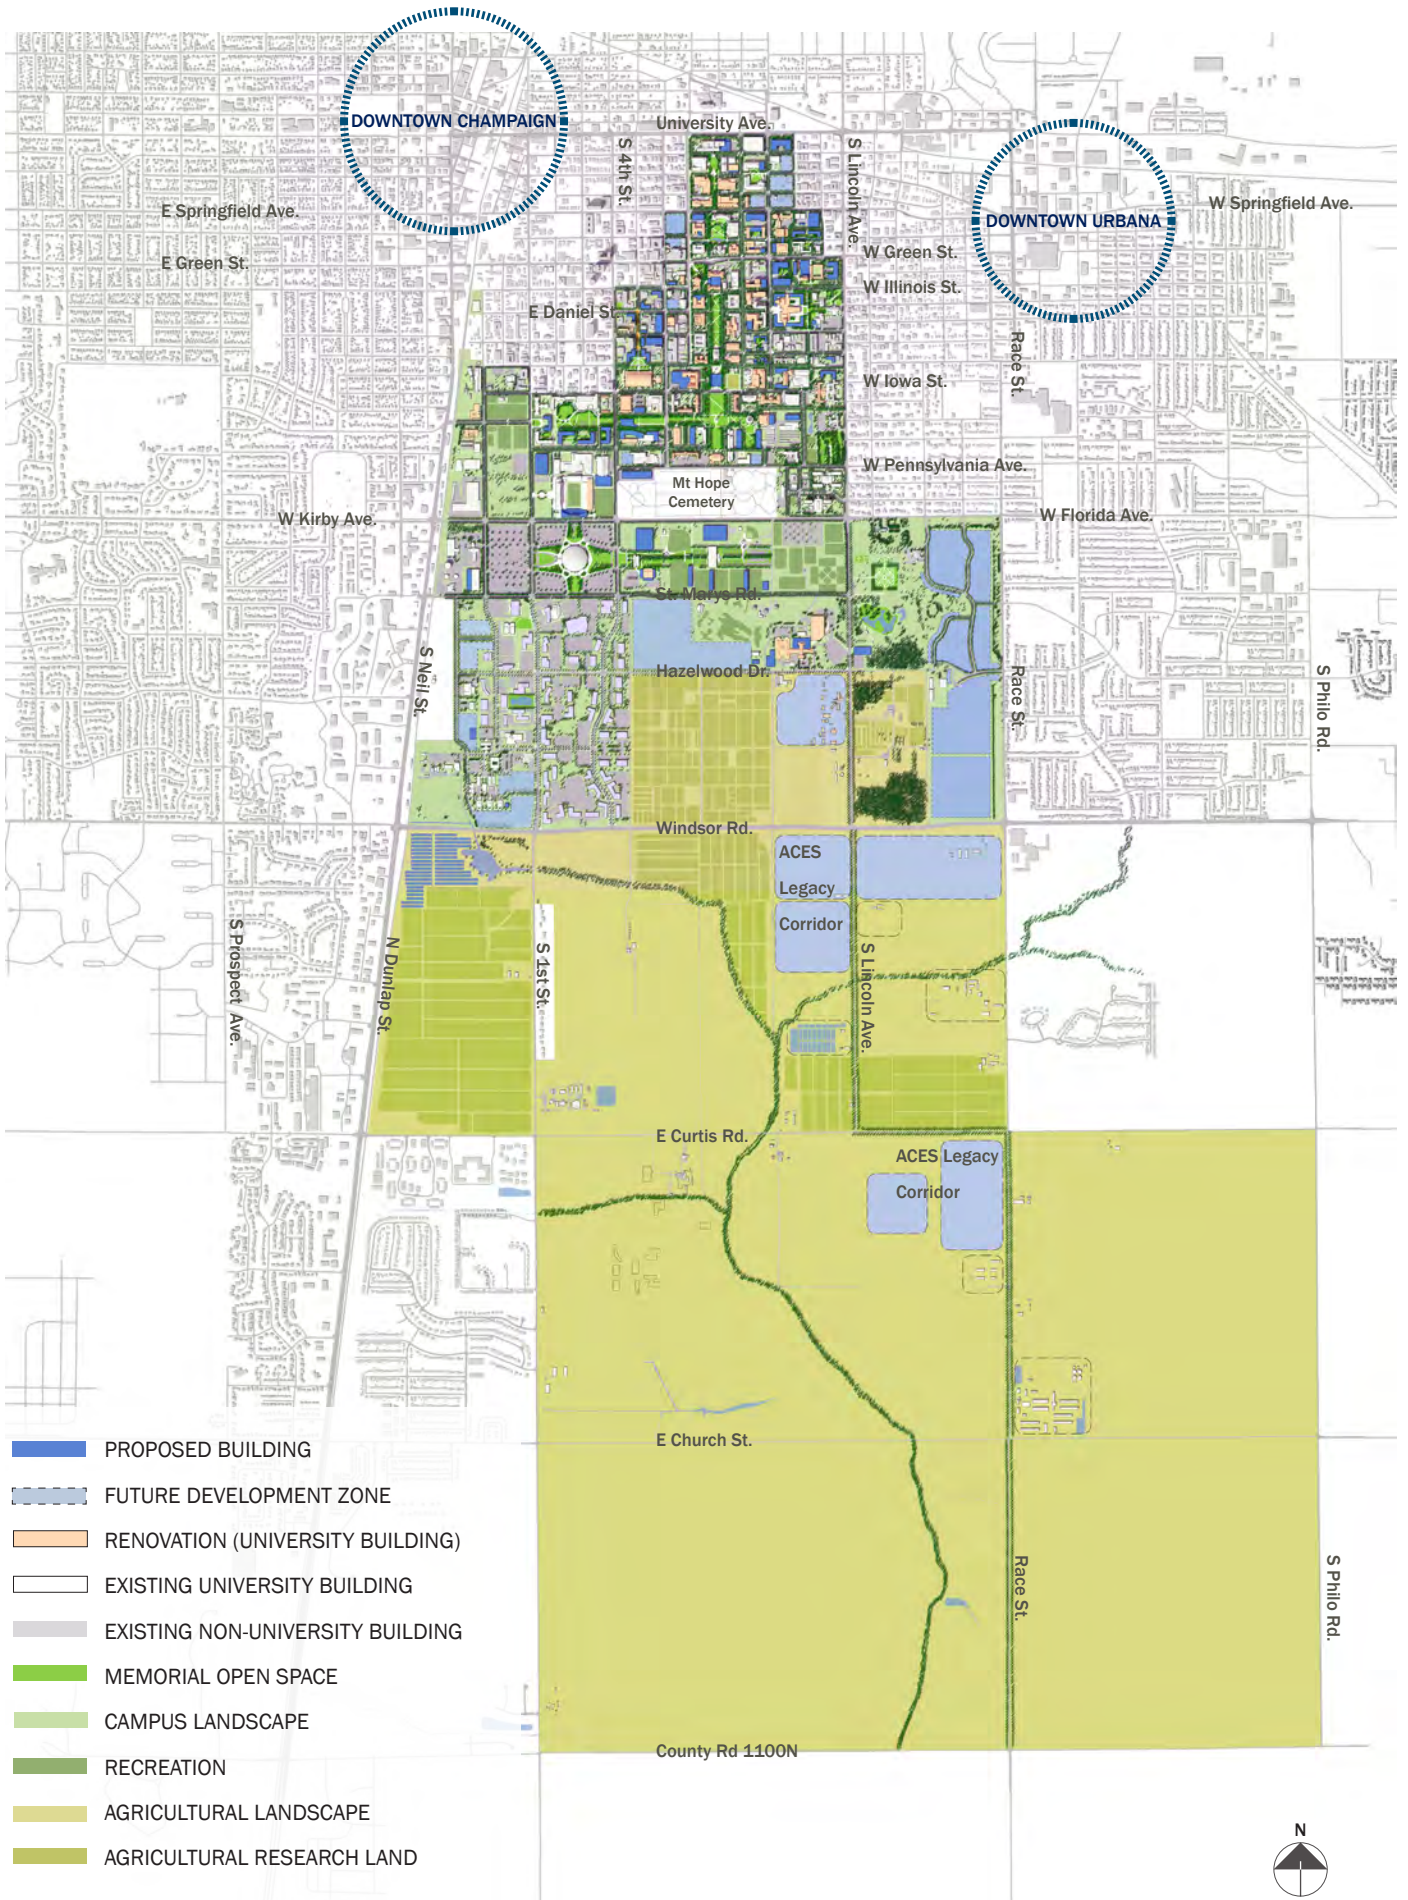 DOWNTOWN CHAMPAIGN
University Ave.
S 4th St.
S Lincoln Ave.
E Springfield Ave.
W Springfield Ave.
DOWNTOWN URBANA
E Green St.
W Green St.
W Illinois St.
E Daniel St.
Race St.
W Iowa St.
W Pennsylvania Ave.
Mt Hope
Cemetery
W Kirby Ave.
W Florida Ave.
St. Marys Rd.
S Neil St.
Hazelwood Dr.
Race St.
S Philo Rd.
Windsor Rd.
ACES
Legacy
Corridor
S Prospect Ave.
N Dunlap St.
S 1st St.
S Lincoln Ave.
E Curtis Rd.
ACES Legacy
Corridor
E Church St.
Race St.
S Philo Rd.
County Rd 1100N
PROPOSED BUILDING
FUTURE DEVELOPMENT ZONE
RENOVATION (UNIVERSITY BUILDING)
EXISTING UNIVERSITY BUILDING
EXISTING NON-UNIVERSITY BUILDING
MEMORIAL OPEN SPACE
CAMPUS LANDSCAPE
RECREATION
AGRICULTURAL LANDSCAPE
AGRICULTURAL RESEARCH LAND
N